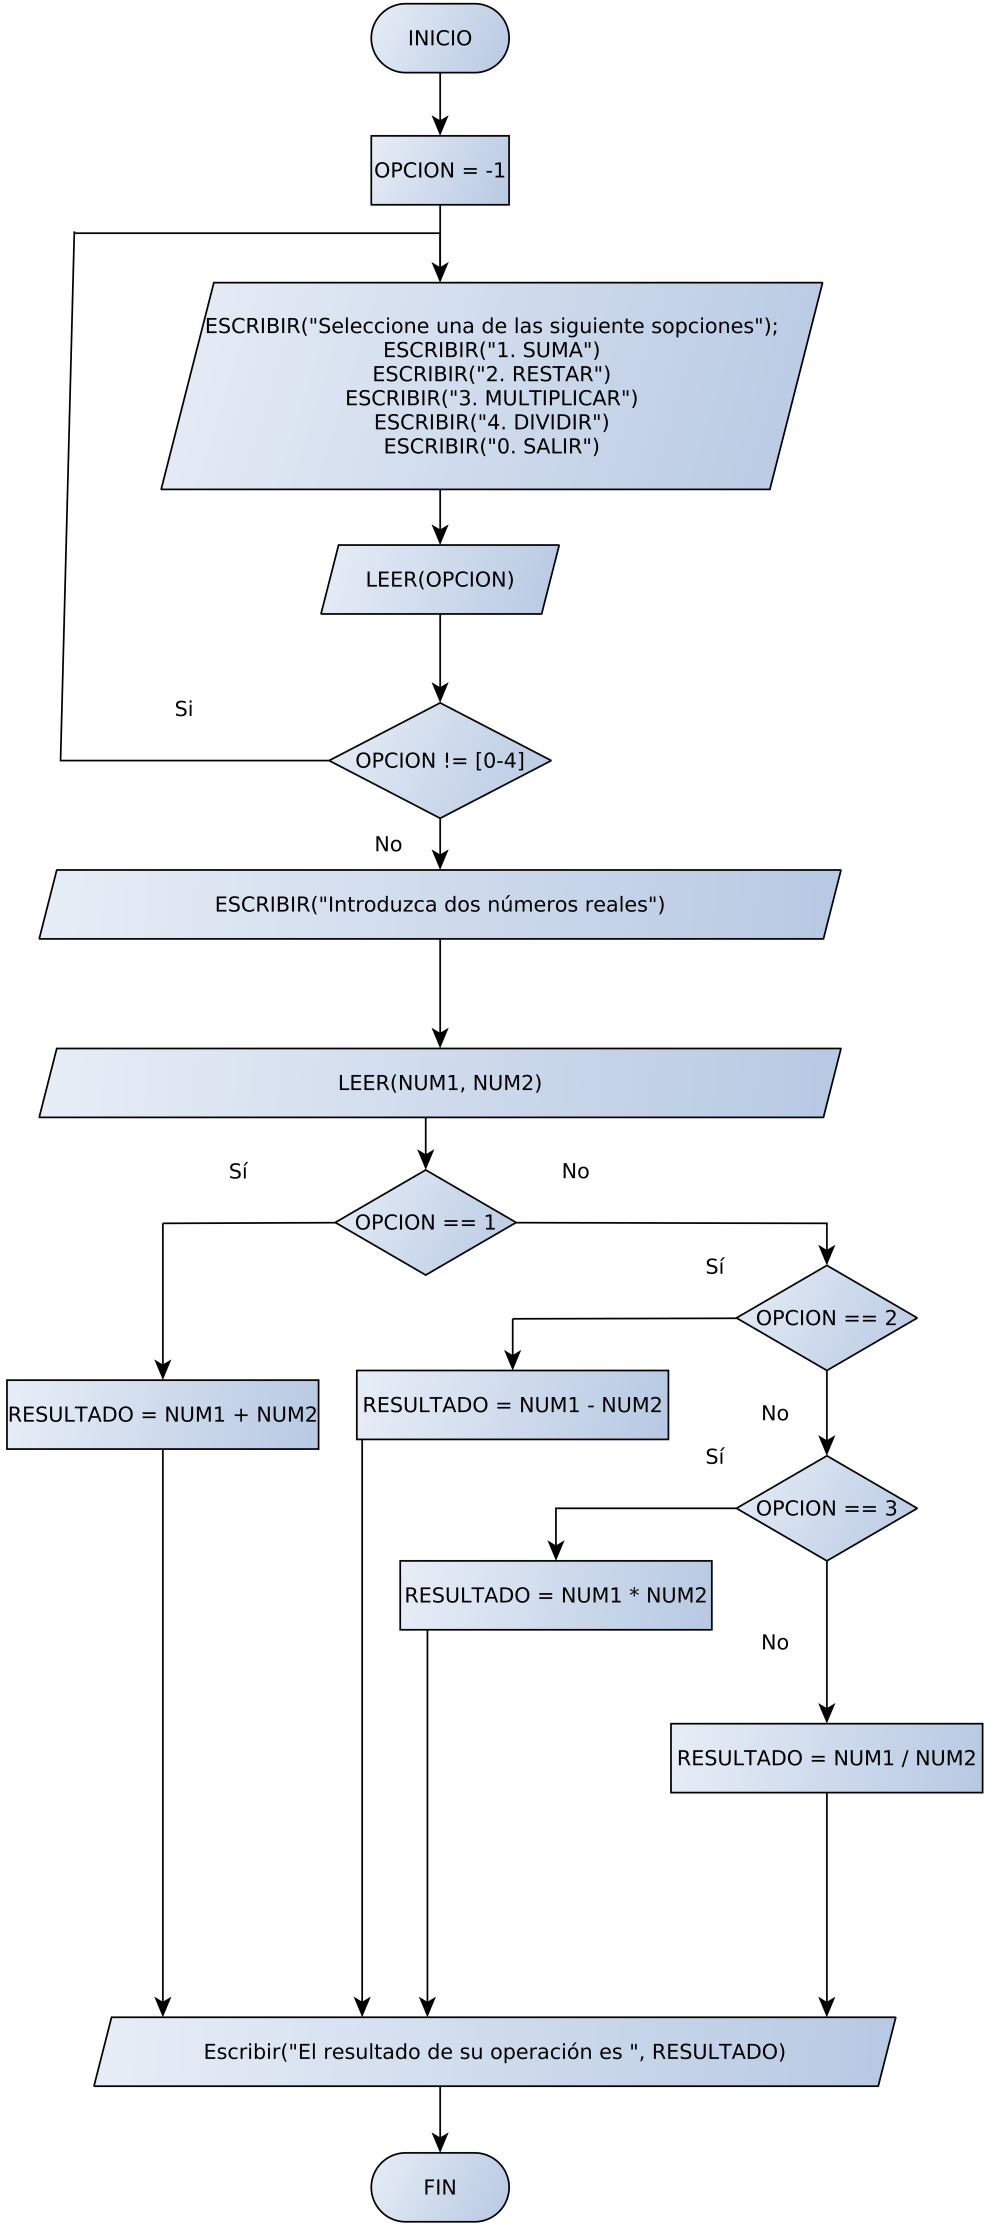 INICIO
OPCION = -1
ESCRIBIR("Seleccione una de las siguiente sopciones");
ESCRIBIR("1. SUMA")
ESCRIBIR("2. RESTAR")
ESCRIBIR("3. MULTIPLICAR")
ESCRIBIR("4. DIVIDIR")
ESCRIBIR("0. SALIR")
LEER(OPCION)
Si
OPCION != [0-4]
No
ESCRIBIR("Introduzca dos números reales")
LEER(NUM1, NUM2)
Sí
No
OPCION == 1
Sí
OPCION == 2
RESULTADO = NUM1 + NUM2
RESULTADO = NUM1 - NUM2
No
Sí
OPCION == 3
RESULTADO = NUM1 * NUM2
No
RESULTADO = NUM1 / NUM2
Escribir("El resultado de su operación es ", RESULTADO)
FIN